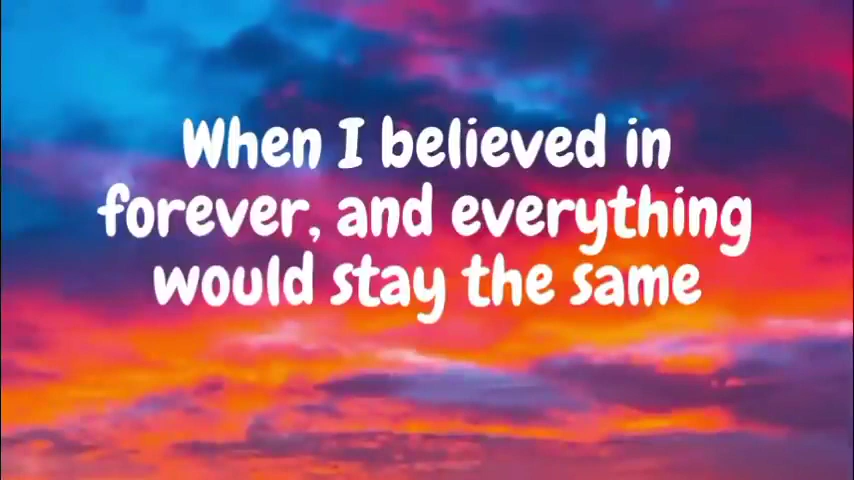 When I believed in
forever, and everything
would stay the same